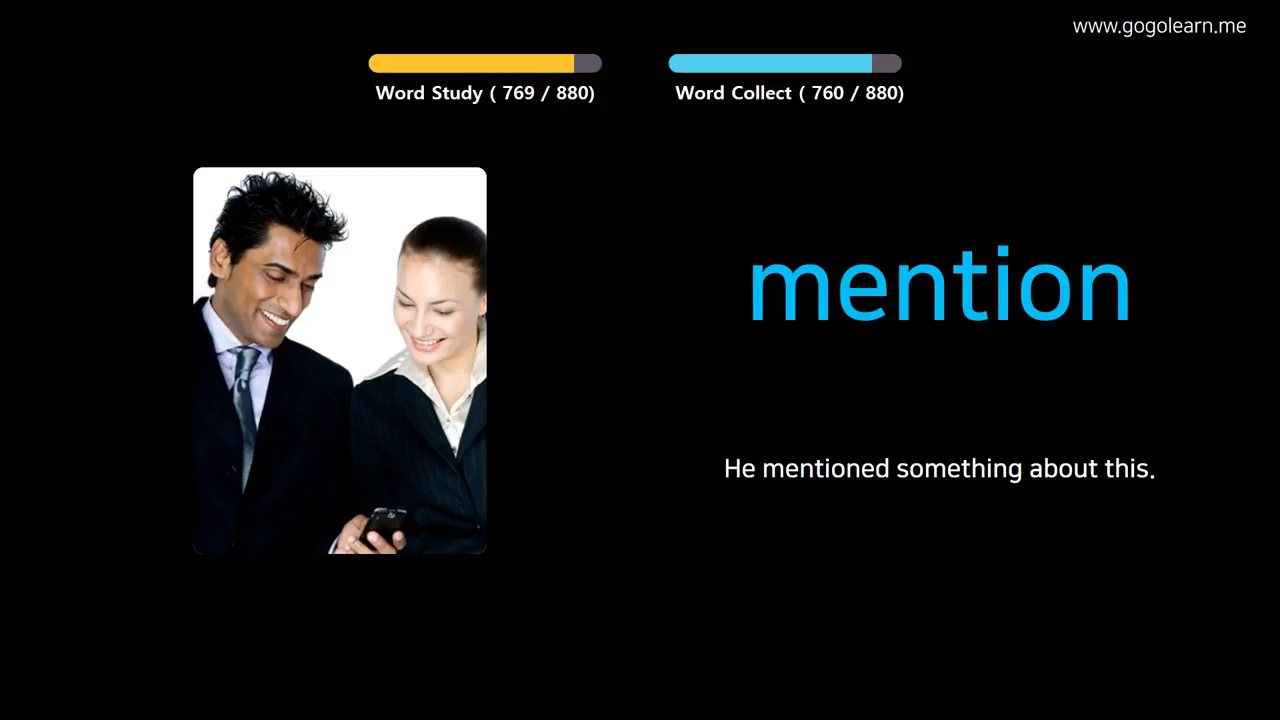 www.gogolearn.me
Word Study ( 769 / 880)
Word Collect ( 760 / 880)
mention
He mentioned something about this.